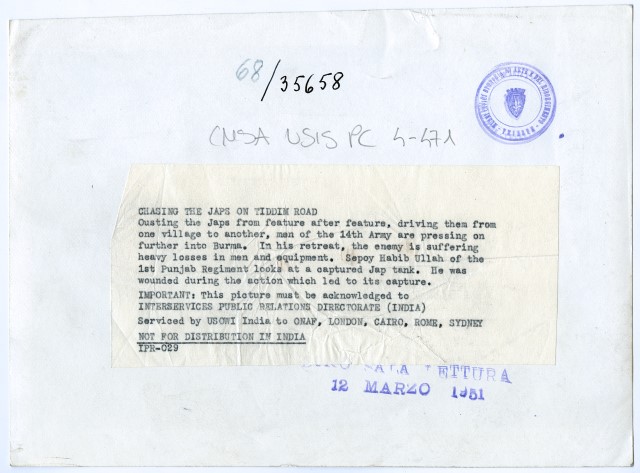 68/35658
CMSA USIS PC 4-471
CHASING THE JAPS ON TIDDIM ROAD
Ousting the Japs from feature after feature, driving them from
one village to another, men of the 14th Army are pressing on
further into Burma. In his retreat, the enemy is suffering
heavy losses in men and equipment. Sepoy Habib Ullah of the
1st Punjab Regiment looks at a captured Jap tank. He was
wounded during the action which led to its capture.
IMPORTANT: This picture must be acknowledged to
INTERSERVICES PUBLIC RELATIONS DIRECTORATE (INDIA)
Serviced by USOWI India to ONAF, LONDON, CAIRO, ROME, SYDNEY
NOT FOR DISTRIBUTION IN INDIA
IPR-029
SALA LETTURA
12 MARZO 1951